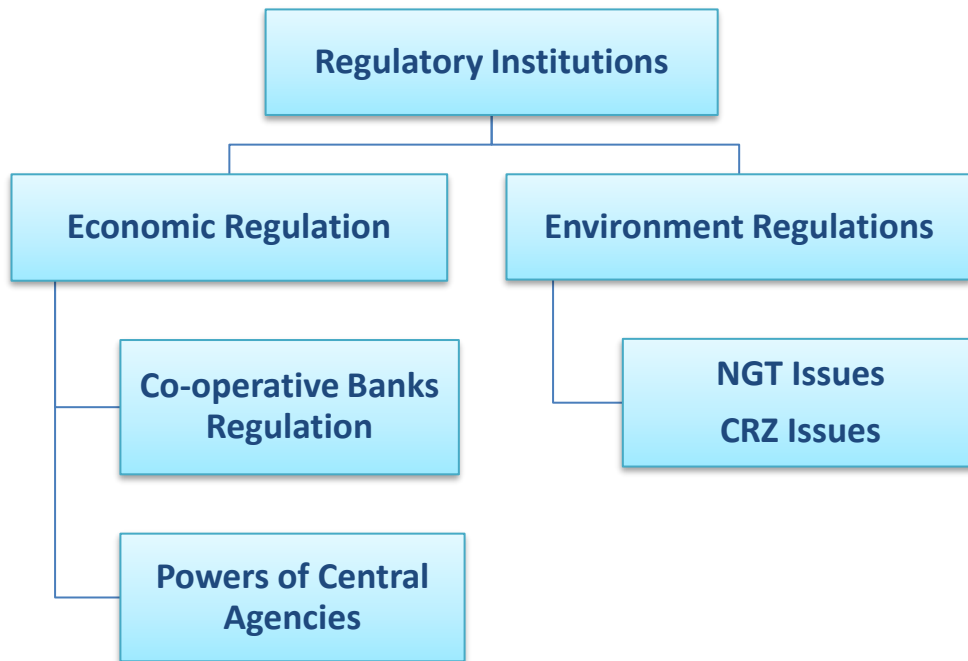 Regulatory Institutions
Economic Regulation
Environment Regulations
Co-operative Banks
Regulation
NGT Issues
CRZ Issues
Powers of Central
Agencies